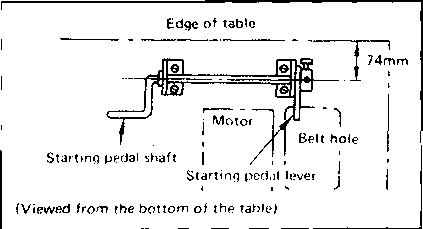 Edge of table
74mm
Motor
Belt hole
Starting pedal shaft
Starting pedal lever
(Viewed from the bottom of the table)